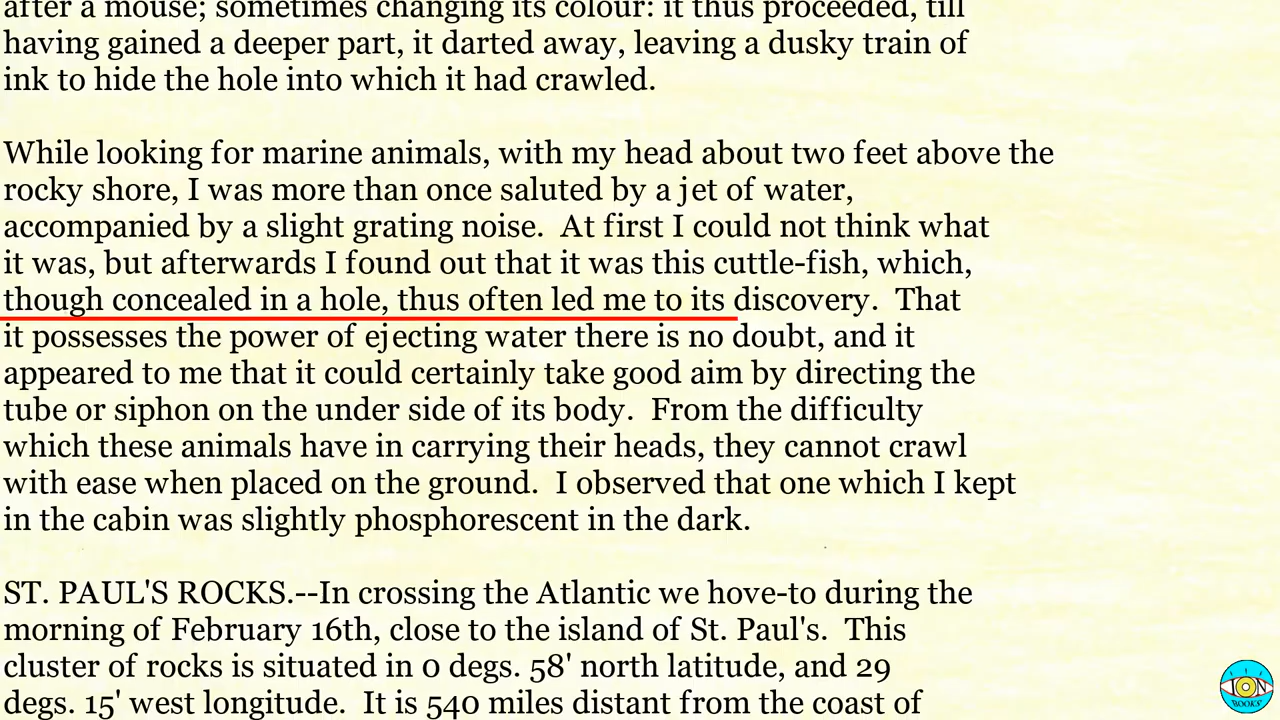 after a mouse; sometimes changing its colour: it thus proceeded, till
having gained a deeper part, it darted away, leaving a dusky train of
ink to hide the hole into which it had crawled.
While looking for marine animals, with my head about two feet above the
rocky shore, I was more than once saluted by a jet of water,
accompanied by a slight grating noise.  At first I could not think what
it was, but afterwards I found out that it was this cuttle-fish, which,
though concealed in a hole, thus often led me to its discovery.  That
it possesses the power of ejecting water there is no doubt, and it
appeared to me that it could certainly take good aim by directing the
tube or siphon on the under side of its body.  From the difficulty
which these animals have in carrying their heads, they cannot crawl
with ease when placed on the ground.  I observed that one which I kept
in the cabin was slightly phosphorescent in the dark.
ST. PAUL'S ROCKS.--In crossing the Atlantic we hove-to during the
morning of February 16th, close to the island of St. Paul's.  This
cluster of rocks is situated in 0 degs. 58' north latitude, and 29
degs. 15' west longitude.  It is 540 miles distant from the coast of
ION
BOOKS